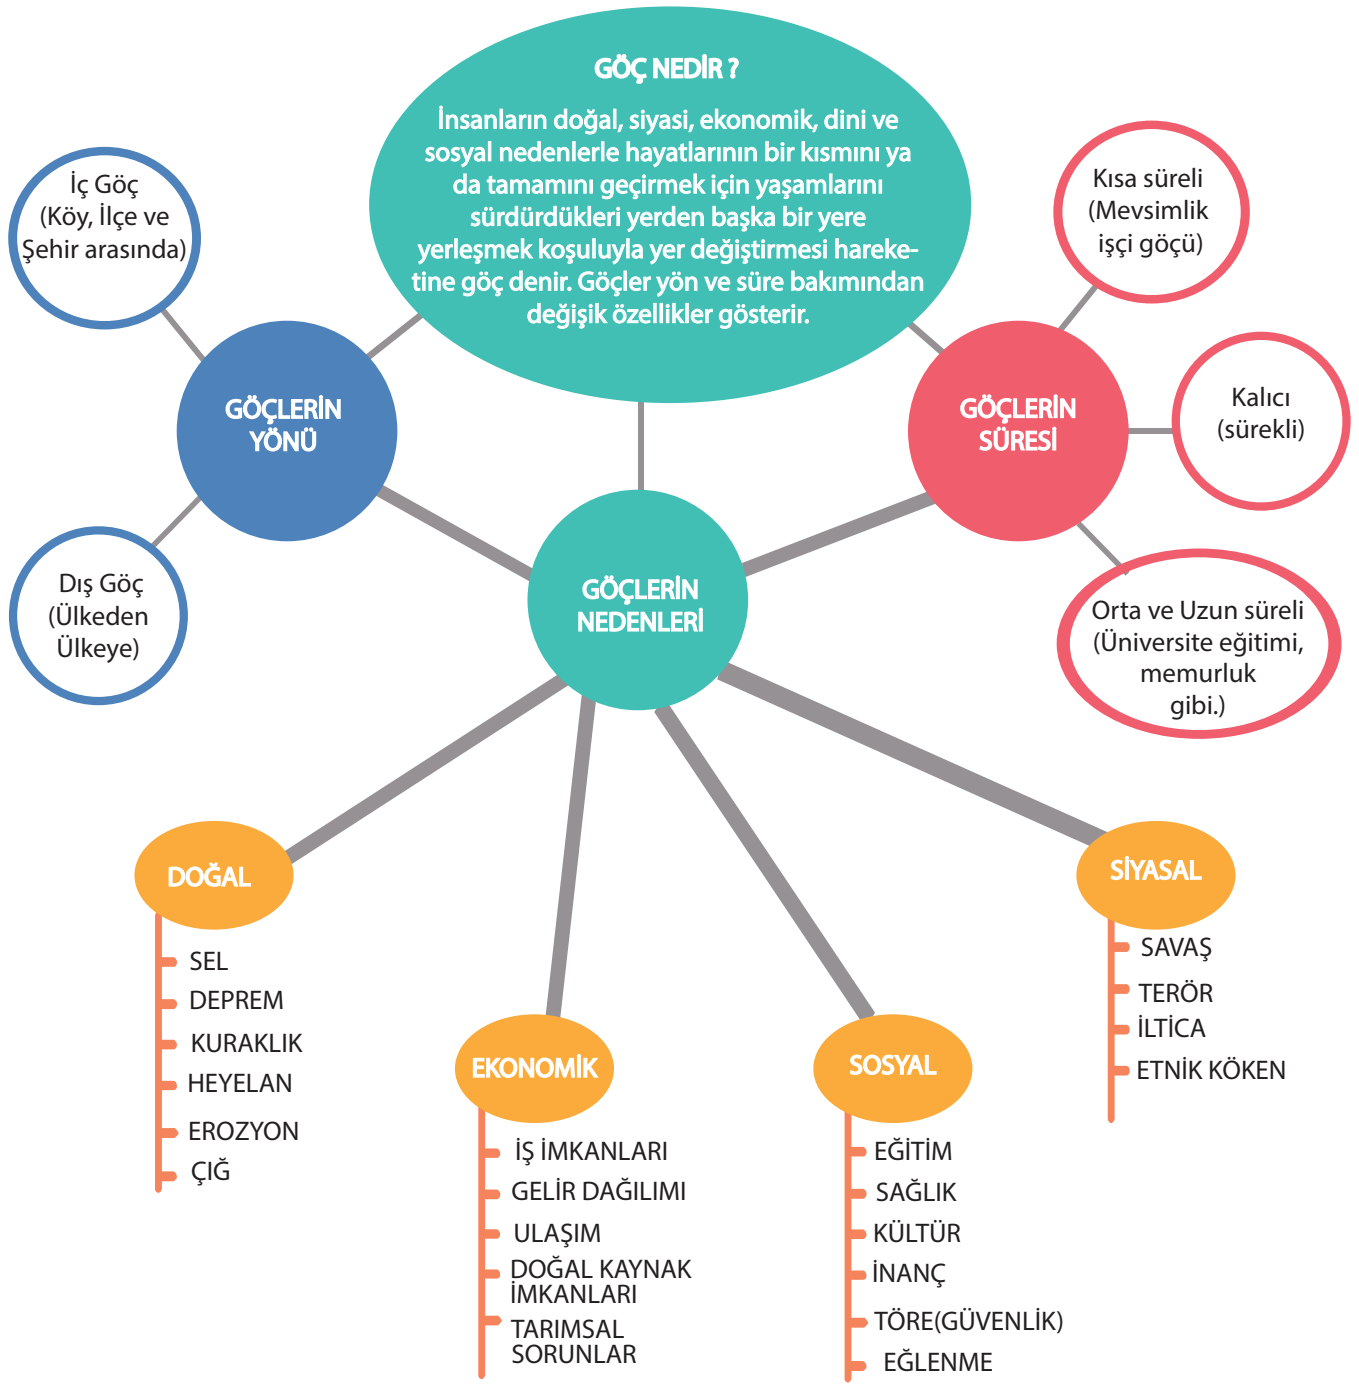 GÖÇ NEDİR ?
İnsanların doğal, siyasi, ekonomik, dini ve
sosyal nedenlerle hayatlarının bir kısmını ya
da tamamını geçirmek için yaşamlarını
sürdürdükleri yerden başka bir yere
yerleşmek koşuluyla yer değiştirmesi hareke-
tine göç denir. Göçler yön ve süre bakımından
değişik özellikler gösterir.
İç Göç
(Köy, İlçe ve
Şehir arasında)
GÖÇLERİN
YÖNÜ
Dış Göç
(Ülkeden
Ülkeye)
Kısa süreli
(Mevsimlik
işçi göçü)
GÖÇLERİN
SÜRESİ
Kalıcı
(sürekli)
Orta ve Uzun süreli
(Üniversite eğitimi,
memurluk
gibi.)
GÖÇLERİN
NEDENLERİ
DOĞAL
SEL
DEPREM
KURAKLIK
HEYELAN
EROZYON
ÇIĞ
EKONOMİK
İŞ İMKANLARI
GELİR DAĞILIMI
ULAŞIM
DOĞAL KAYNAK
İMKANLARI
TARIMSAL
SORUNLAR
SOSYAL
EĞİTİM
SAĞLIK
KÜLTÜR
İNANÇ
TÖRE(GÜVENLİK)
EĞLENME
SİYASAL
SAVAŞ
TERÖR
İLTİCA
ETNİK KÖKEN